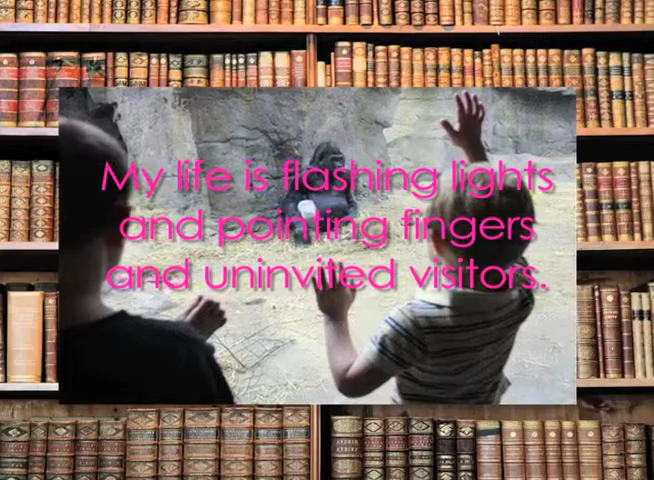 My life is flashing lights
and pointing fingers
and uninvited visitors.